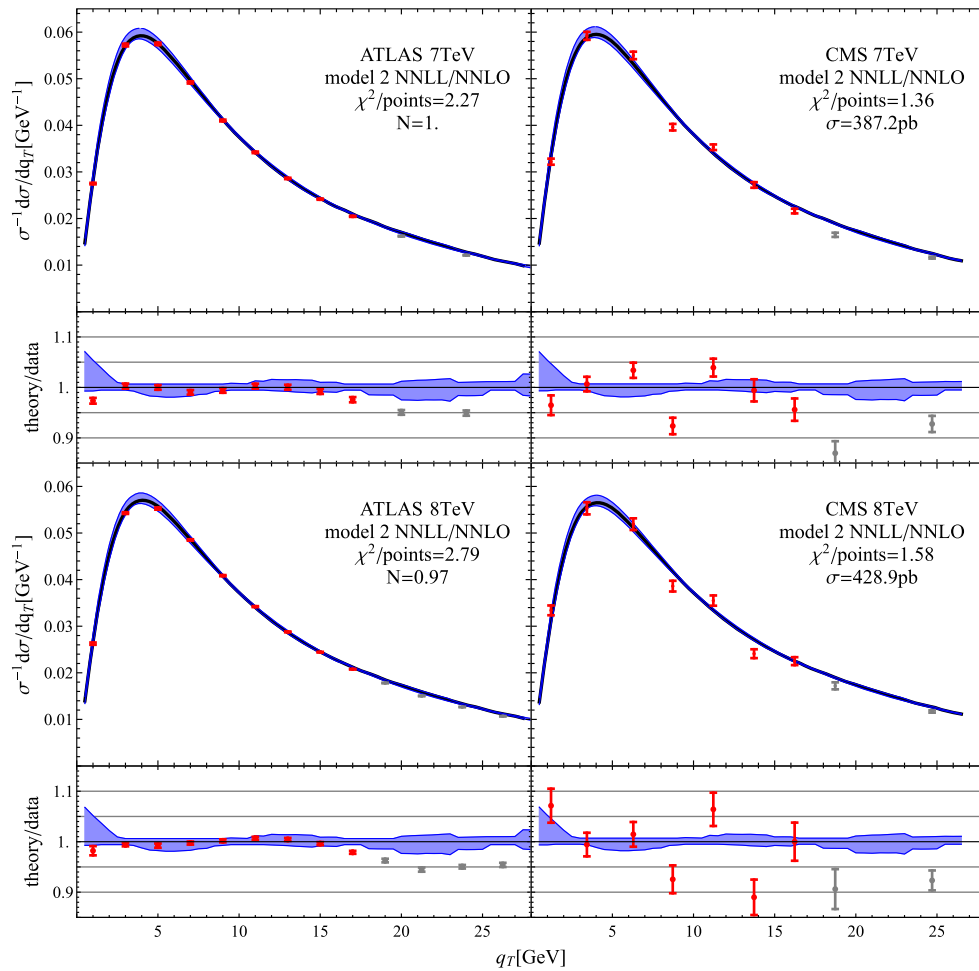 0.06
0.05
0.04
0.03
0.02
0.01
σ⁻¹dσ/dq_T[GeV⁻¹]
ATLAS 7TeV
model 2 NNLL/NNLO
χ²/points=2.27
N=1.
CMS 7TeV
model 2 NNLL/NNLO
χ²/points=1.36
σ=387.2pb
1.1
1.
0.9
theory/data
0.06
0.05
0.04
0.03
0.02
0.01
σ⁻¹dσ/dq_T[GeV⁻¹]
ATLAS 8TeV
model 2 NNLL/NNLO
χ²/points=2.79
N=0.97
CMS 8TeV
model 2 NNLL/NNLO
χ²/points=1.58
σ=428.9pb
1.1
1.0
0.9
theory/data
5 10 15 20 25 5 10 15 20 25
q_T[GeV]